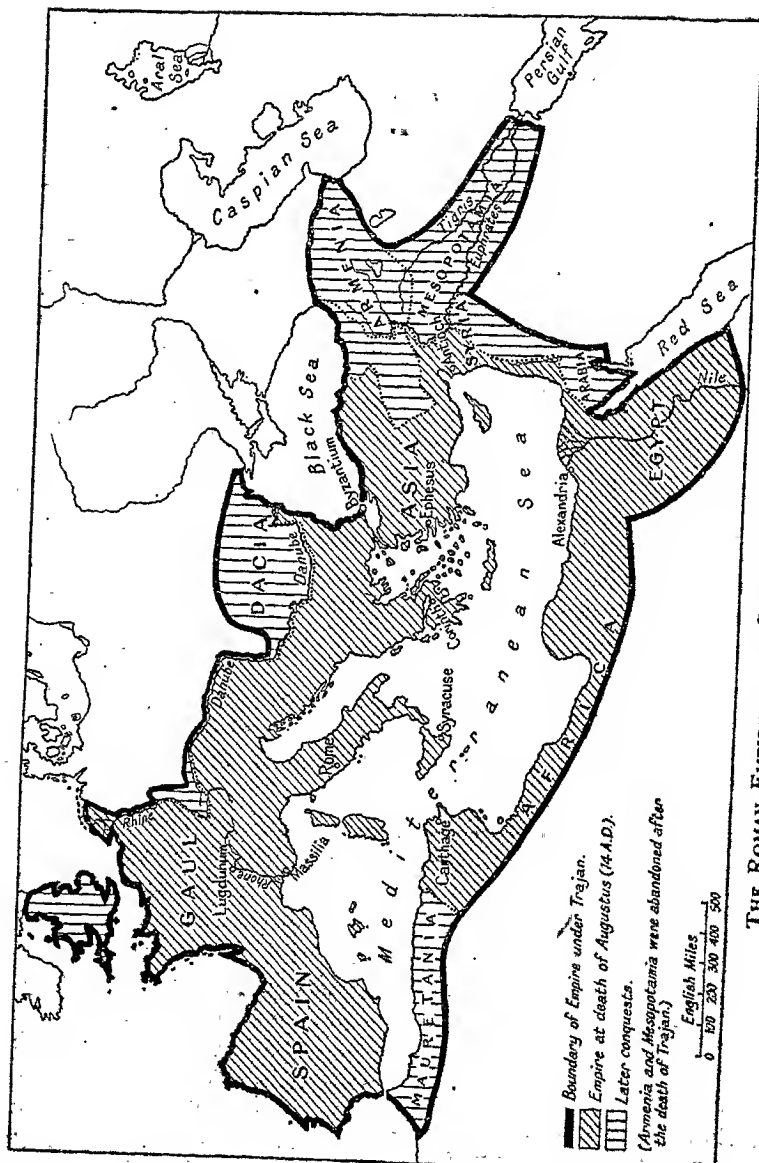 Aral
Sea
Caspian Sea
Persian
Gulf
Black Sea
ARMENIA
Tigris
MESOPOTAMIA
Euphrates
Antioch
SYRIA
ARABIA
Red Sea
Nile
EGYPT
DACIA
Danube
Danube
Byzantium
ASIA
Ephesus
Corinth
Alexandria
Mediterranean Sea
Syracuse
Rome
Rhine
GAUL
Lugdunum
Rhone
Massilia
SPAIN
Carthage
AFRICA
MAURETANIA
Boundary of Empire under Trajan.
Empire at death of Augustus (14.A.D.).
Later conquests.
(Armenia and Mesopotamia were abandoned after
the death of Trajan.)
English Miles
0 100 200 300 400 500
THE ROMAN EMPIRE